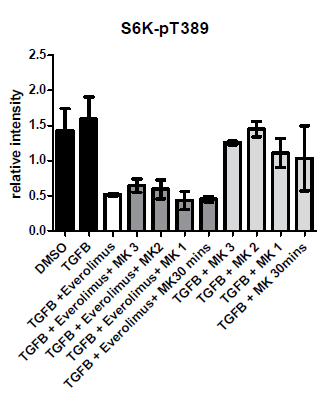 S6K-pT389
relative intensity
2.5
2.0
1.5
1.0
0.5
0.0
DMSO
TGFB
TGFB +Everolimus
TGFB + Everolimus+ MK 3
TGFB + Everolimus+ MK2
TGFB + Everolimus+ MK 1
TGFB + Everolimus+ MK30 mins
TGFB + MK 3
TGFB + MK 2
TGFB + MK 1
TGFB + MK 30mins